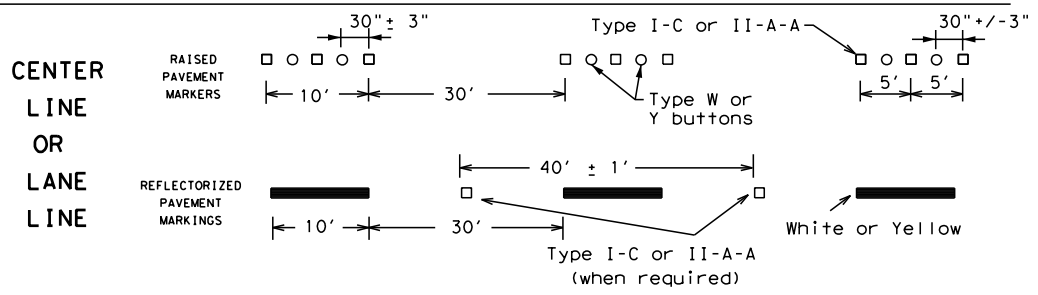 CENTER
LINE
OR
LANE
LINE
RAISED
PAVEMENT
MARKERS
30"± 3"
10'
30'
Type I-C or II-A-A
Type W or
Y buttons
30"+/-3"
5'
5'
REFLECTORIZED
PAVEMENT
MARKINGS
40' ± 1'
10'
30'
Type I-C or II-A-A
(when required)
White or Yellow